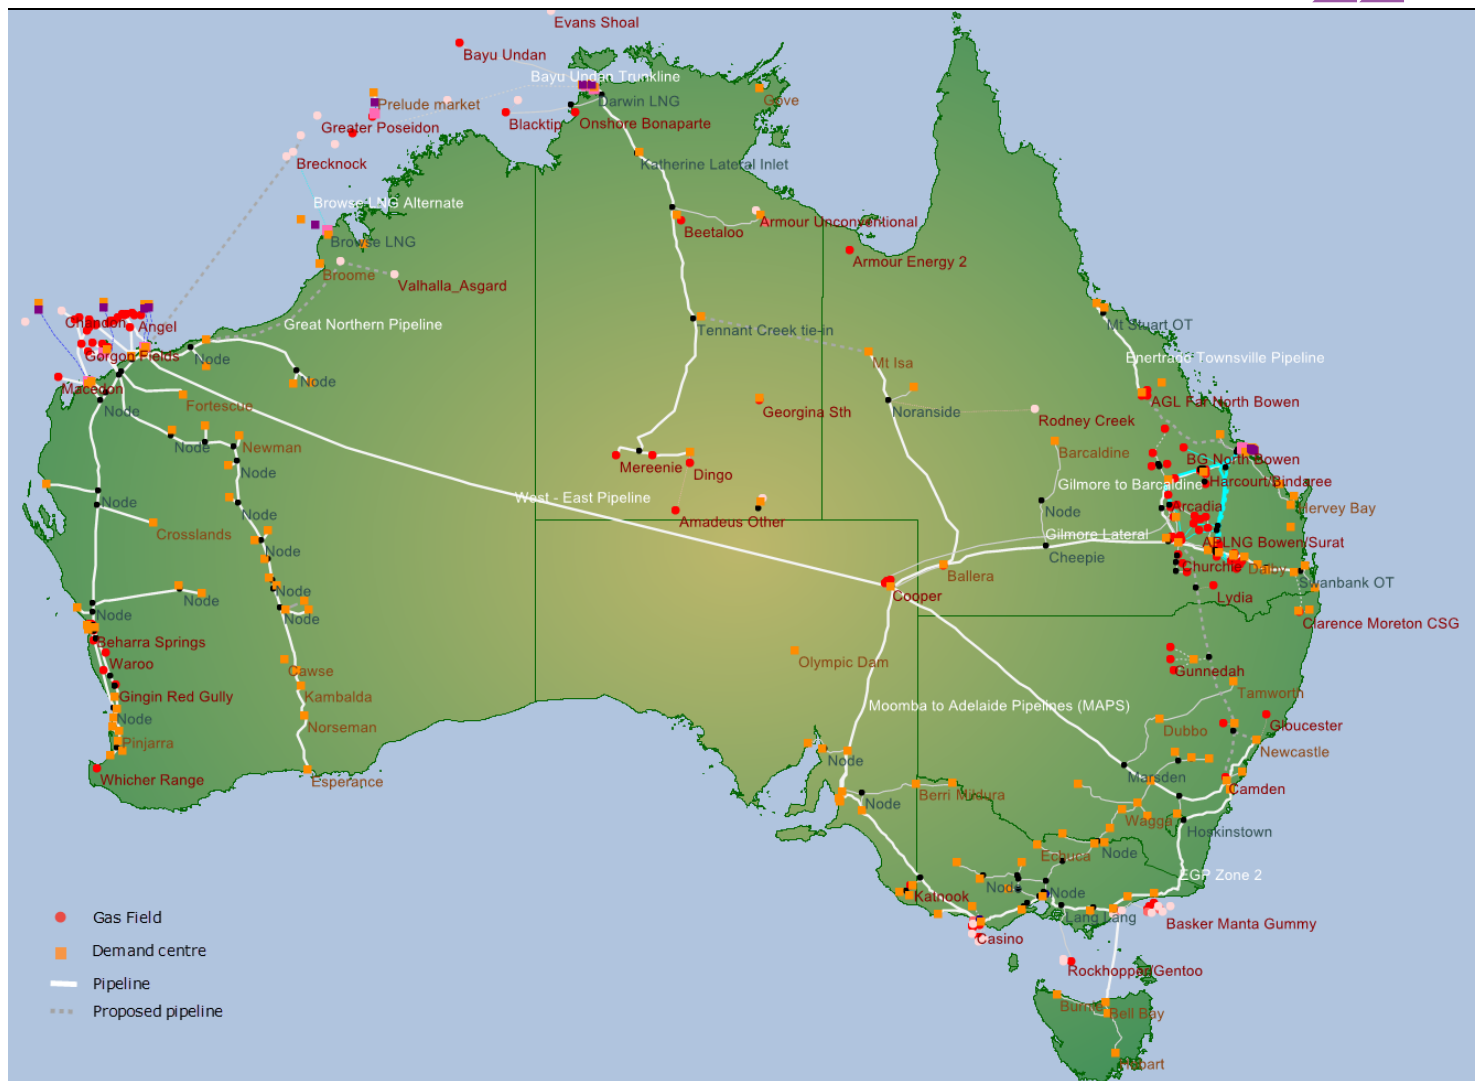 Evans Shoal
Bayu Undan
Bayu Undan Trunkline
Prelude market
Darwin LNG
Gove
Greater Poseidon
Blacktip
Onshore Bonaparte
Brecknock
Katherine Lateral Inlet
Browse LNG Alternate
Beetaloo
Armour Unconventional
Browse LNG
Armour Energy 2
Broome
Valhalla_Asgard
Chandon
Angel
Great Northern Pipeline
Tennant Creek tie-in
Mt Stuart OT
Gorgon Fields
Node
Mt Isa
Enertrade Townsville Pipeline
Macedon
Node
Node
Fortescue
Georgina Sth
Noranside
Rodney Creek
AGL Far North Bowen
Node
Newman
Barcaldine
BG North Bowen
Node
Mereenie
Dingo
Gilmore to Barcaldine
Harcourt/Bindaree
Node
West - East Pipeline
Node
Arcadia
Hervey Bay
Node
Crosslands
Amadeus Other
Gilmore Lateral
Node
Cheepie
APLNG Bowen/Surat
Churchie
Dalby
Ballera
Swanbank OT
Node
Node
Cooper
Lydia
Node
Node
Clarence Moreton CSG
Beharra Springs
Waroo
Cawse
Olympic Dam
Gunnedah
Gingin Red Gully
Kambalda
Tamworth
Node
Norseman
Moomba to Adelaide Pipelines (MAPS)
Dubbo
Gloucester
Pinjarra
Newcastle
Whicher Range
Esperance
Node
Marsden
Node
Berri Mildura
Camden
Wagga
Hoskinstown
Echuca
Node
EGP Zone 2
Katnook
Node
Node
Gas Field
Lang Lang
Basker Manta Gummy
Demand centre
Casino
Pipeline
Rockhopper/Gentoo
Proposed pipeline
Burnie
Bell Bay
Hobart